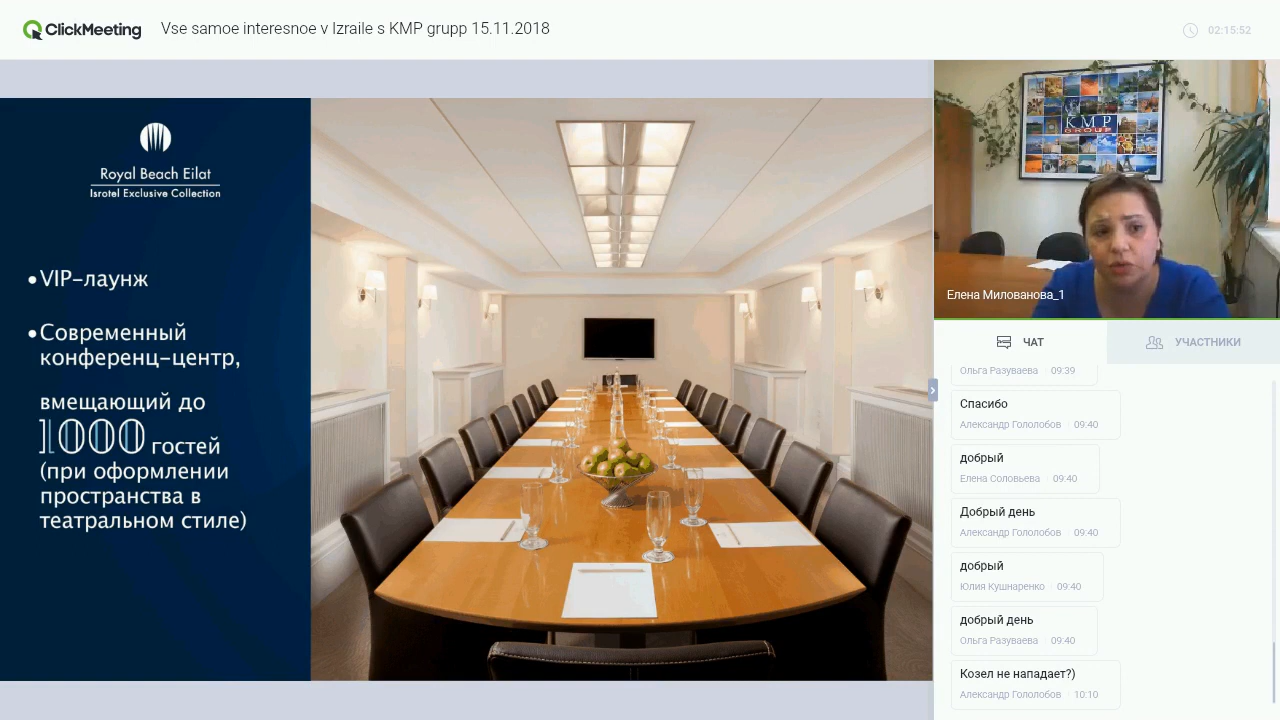 ClickMeeting
Vse samoe interesnoe v Izraile s KMP grupp 15.11.2018
02:15:52
Royal Beach Eilat
Isrotel Exclusive Collection
•VIP-лаунж
•Современный
конференц-центр,
вмещающий до
1000 гостей
(при оформлении
пространства в
театральном стиле)
KMP
GROUP
Елена Милованова_1
ЧАТ
УЧАСТНИКИ
Ольга Разуваева 09:39
Спасибо
Александр Гололобов 09:40
добрый
Елена Соловьева 09:40
Добрый день
Александр Гололобов 09:40
добрый
Юлия Кушнаренко 09:40
добрый день
Ольга Разуваева 09:40
Козел не нападает?)
Александр Гололобов 10:10